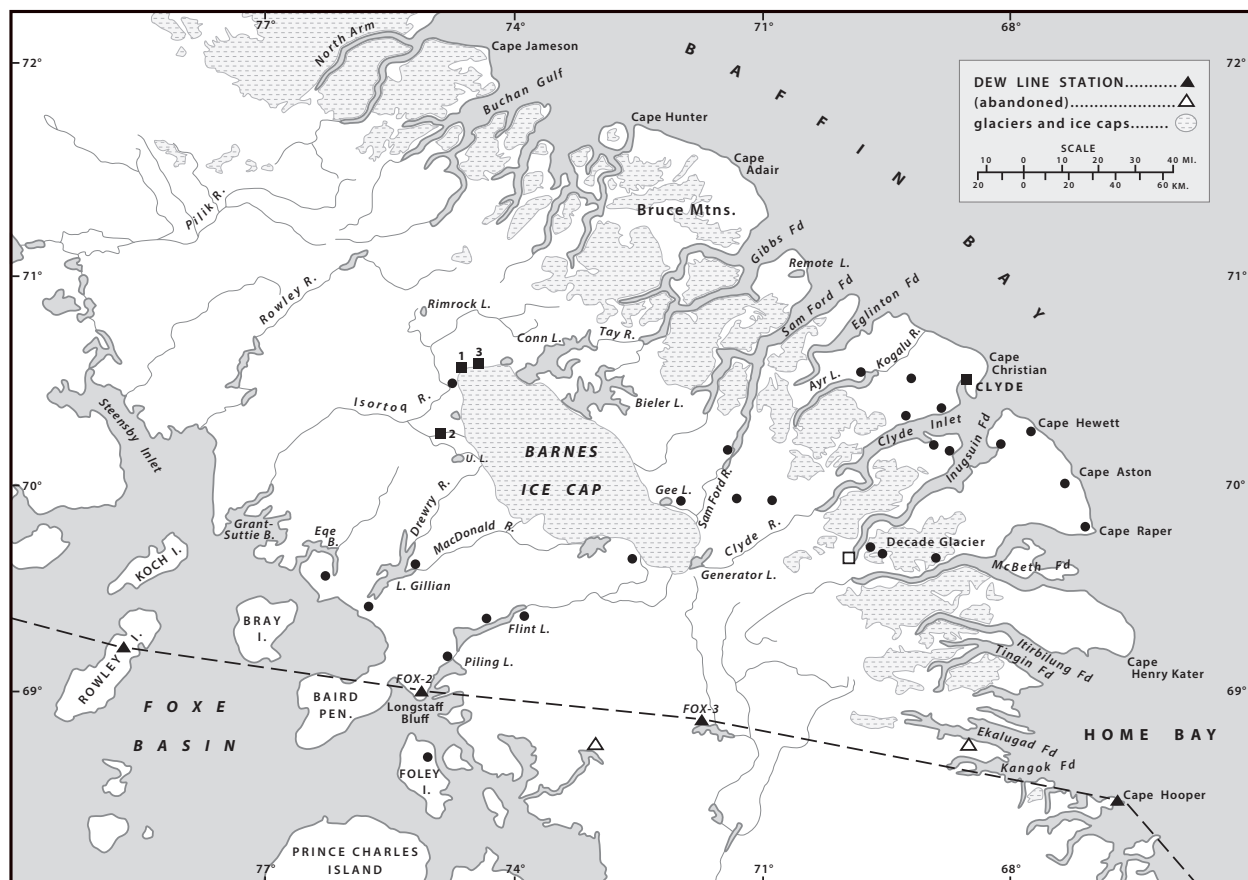 77°
74°
71°
68°
72°
72°
North Arm
Cape Jameson
BAFFIN BAY
Buchan Gulf
Cape Hunter
Cape
Adair
DEW LINE STATION...........
(abandoned).....................
glaciers and ice caps........
SCALE
10 0 10 20 30 40 MI.
20 0 20 40 60 KM.
Pilik R.
Bruce Mtns.
Gibbs Fd
71°
71°
Remote L.
Rowley R.
Sam Ford Fd
Eglinton Fd
Rimrock L.
Conn L.
Tay R.
Kogalu R.
1
3
Ayr L.
Cape
Christian
CLYDE
Isortoq R.
Bieler L.
Steensby Inlet
2
Clyde Inlet
Inugsuin Fd
Cape Hewett
U. L.
BARNES
ICE CAP
Cape Aston
70°
70°
Gee L.
Sam Ford R.
Drewry R.
Grant-
Suttie B.
Eqe
B.
MacDonald R.
Clyde R.
Cape Raper
Decade Glacier
KOCH I.
McBeth Fd
L. Gillian
Generator L.
BRAY
I.
Flint L.
ROWLEY I.
Piling L.
Itirbilung Fd
Tingin Fd
Cape
Henry Kater
FOX-2
69°
69°
BAIRD
PEN.
Longstaff
Bluff
FOX-3
FOXE
BASIN
HOME BAY
Ekalugad Fd
Kangok Fd
FOLEY
I.
Cape Hooper
PRINCE CHARLES
ISLAND
77°
74°
71°
68°